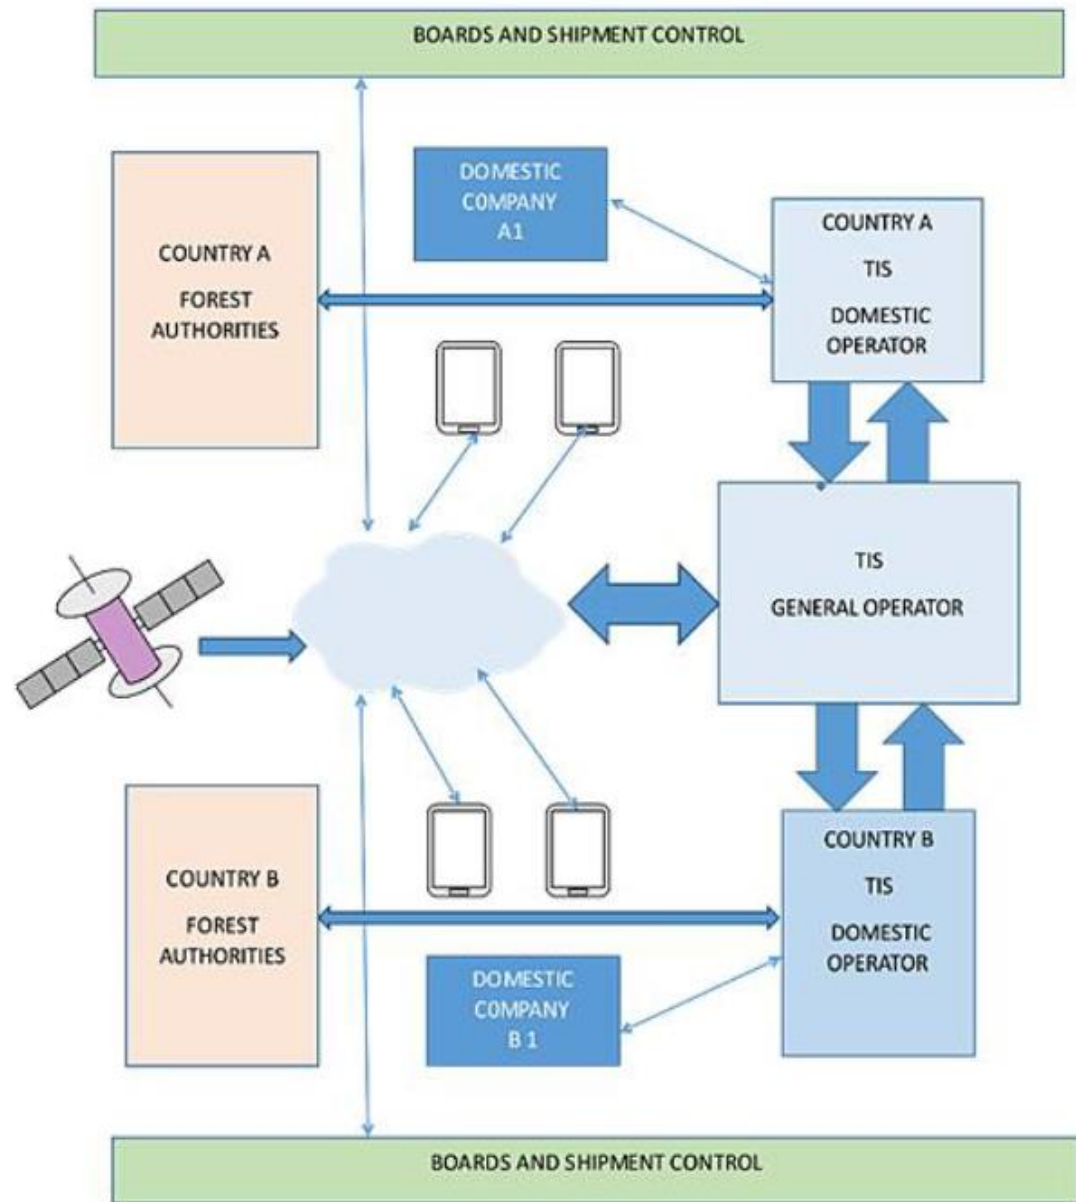 BOARDS AND SHIPMENT CONTROL
DOMESTIC
COMPANY
A1
COUNTRY A
FOREST
AUTHORITIES
COUNTRY A
TIS
DOMESTIC
OPERATOR
TIS
GENERAL OPERATOR
COUNTRY B
FOREST
AUTHORITIES
COUNTRY B
TIS
DOMESTIC
OPERATOR
DOMESTIC
COMPANY
B 1
BOARDS AND SHIPMENT CONTROL